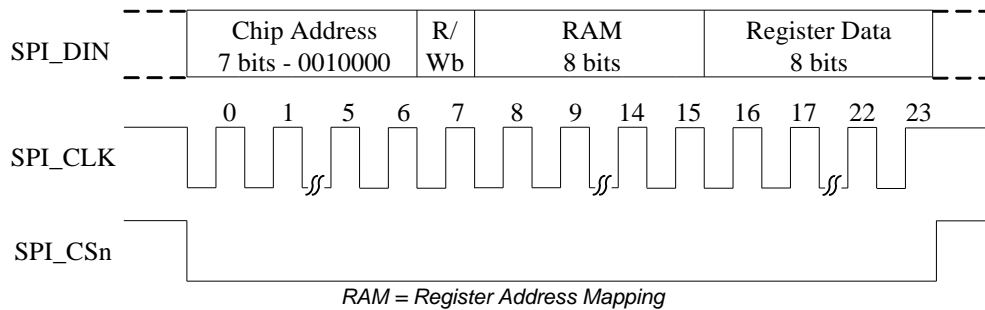 SPI_DIN
Chip Address
7 bits - 0010000
R/
Wb
RAM
8 bits
Register Data
8 bits
SPI_CLK
0 1 5 6 7 8 9 14 15 16 17 22 23
SPI_CSn
RAM = Register Address Mapping